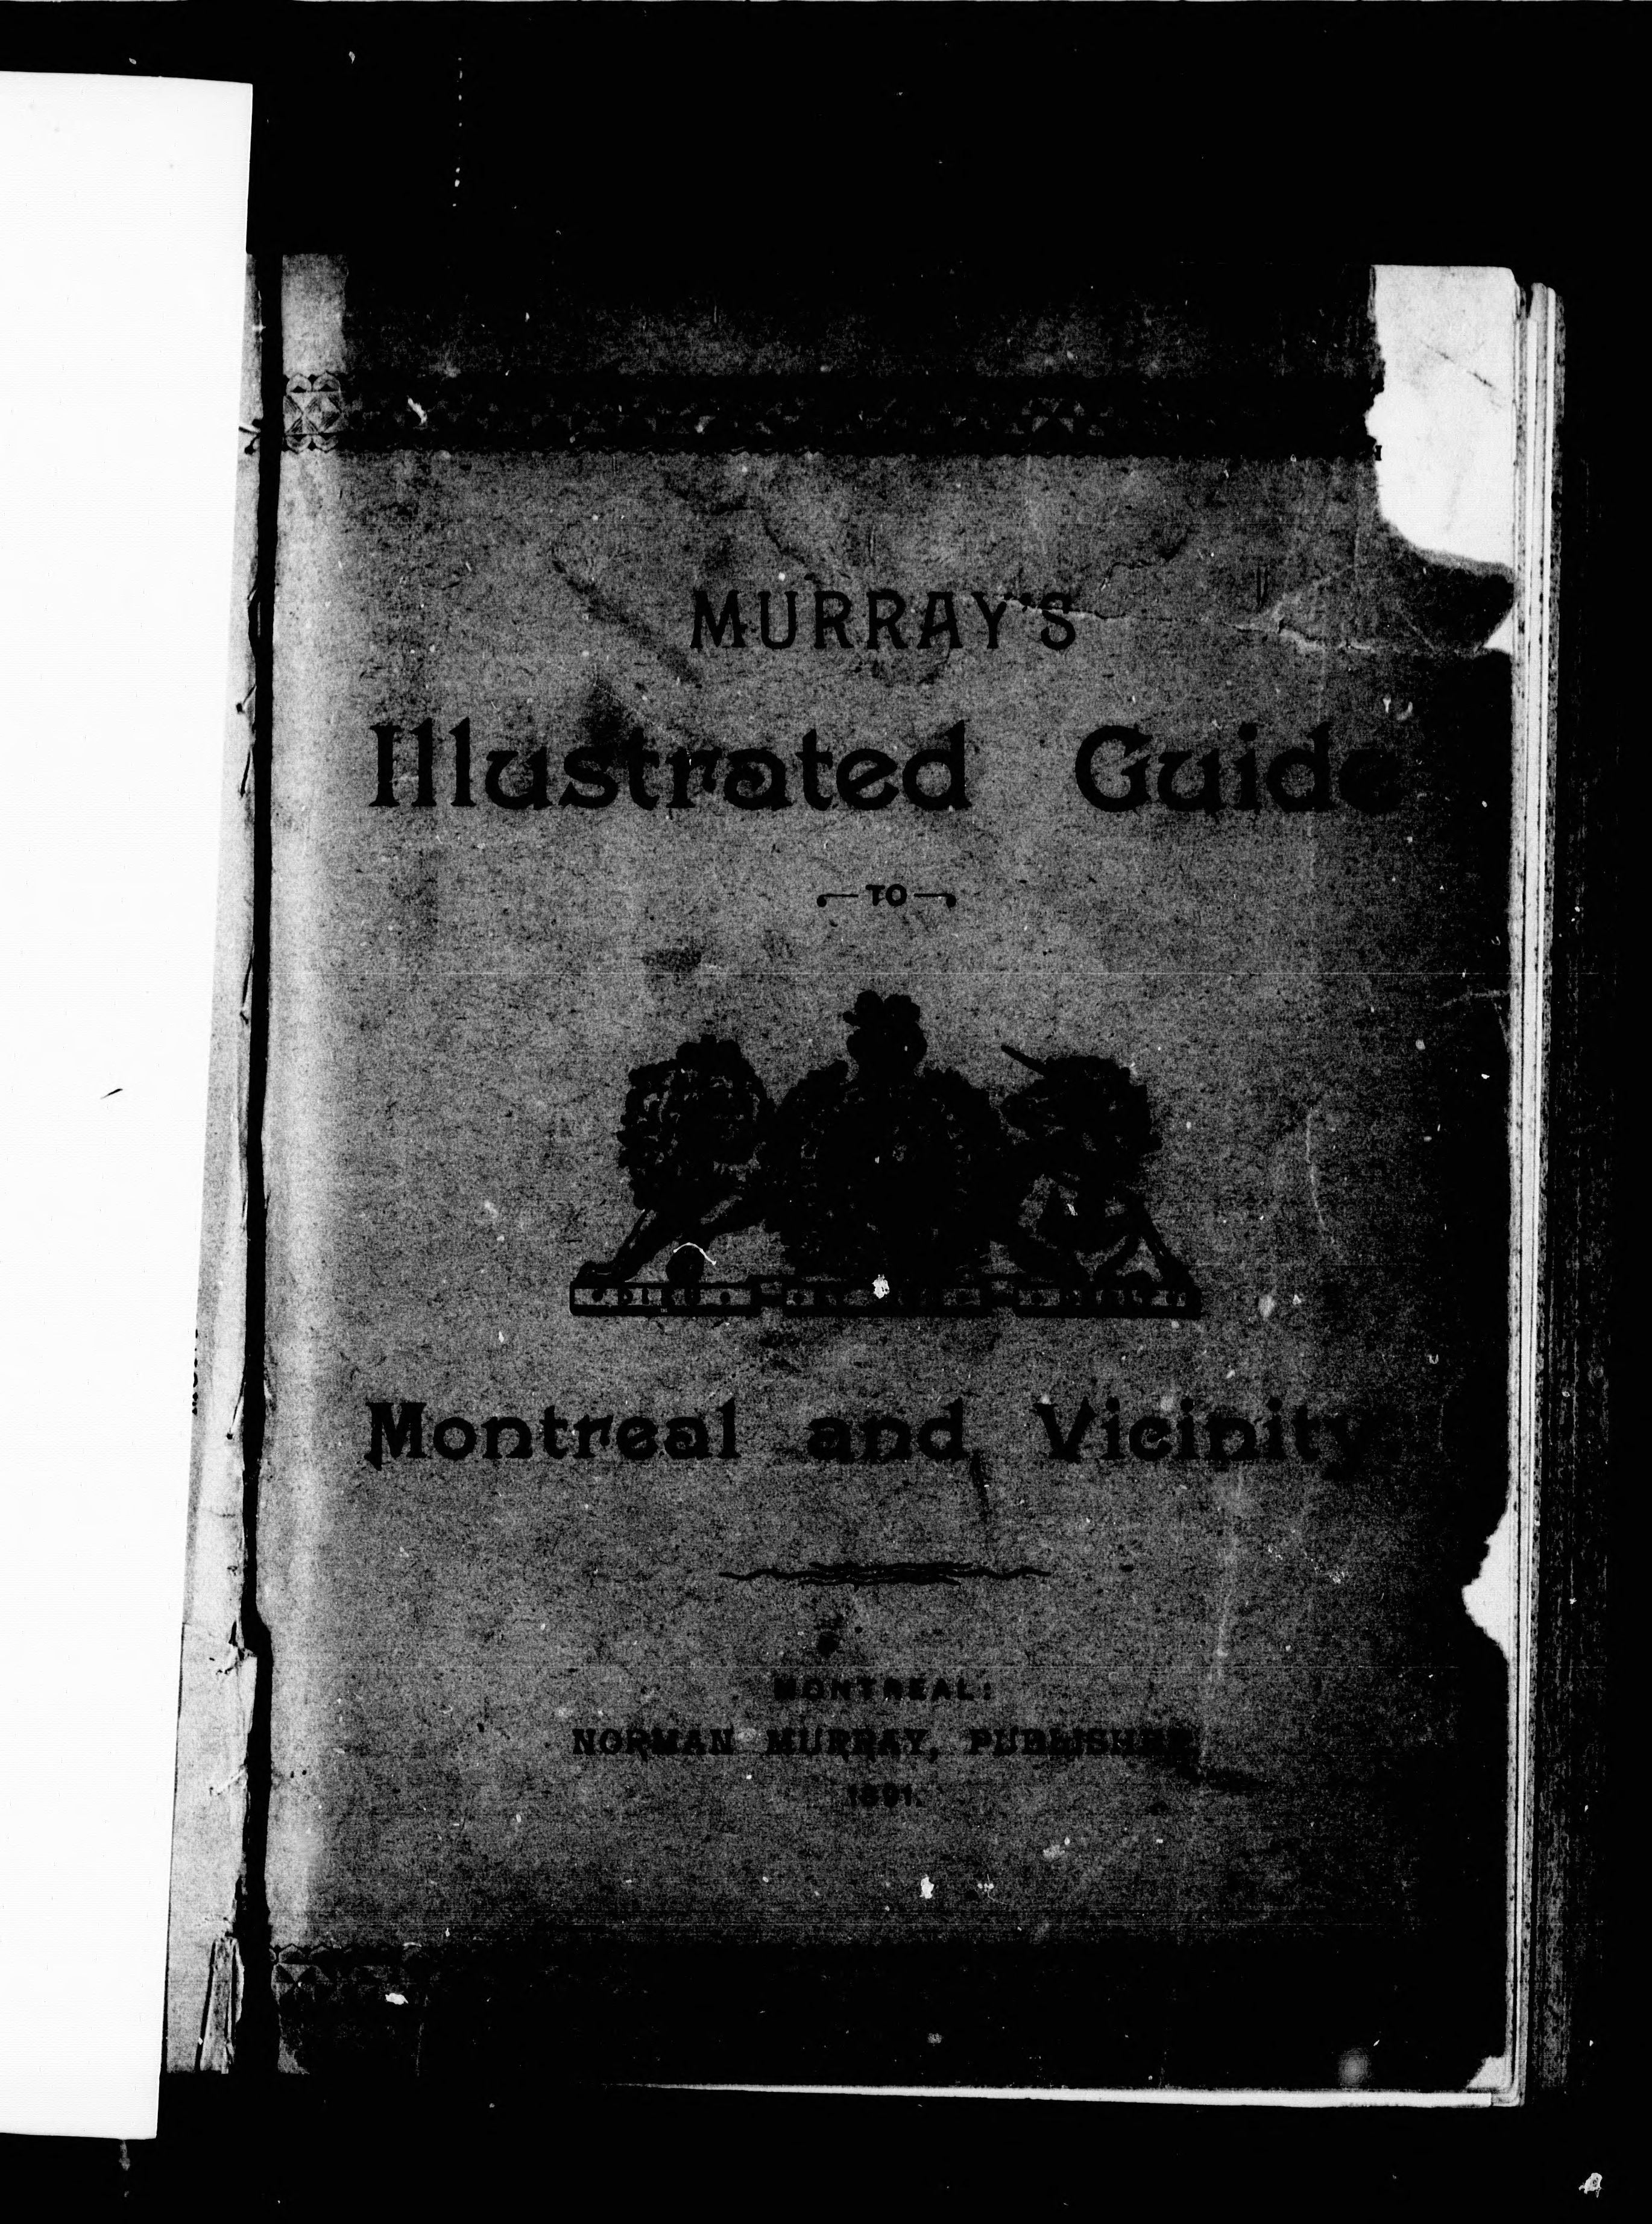 MURRAY'S
Illustrated Guide
TO
Montreal and Vicinity
MONTREAL:
NORMAN MURRAY, PUBLISHER
1891.